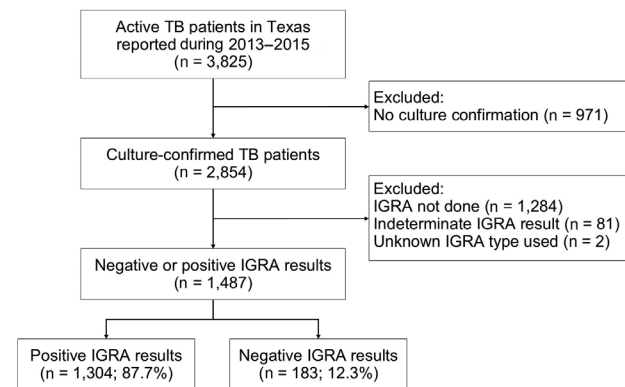 Active TB patients in Texas
reported during 2013–2015
(n = 3,825)
Excluded:
No culture confirmation (n = 971)
Culture-confirmed TB patients
(n = 2,854)
Excluded:
IGRA not done (n = 1,284)
Indeterminate IGRA result (n = 81)
Unknown IGRA type used (n = 2)
Negative or positive IGRA results
(n = 1,487)
Positive IGRA results
(n = 1,304; 87.7%)
Negative IGRA results
(n = 183; 12.3%)